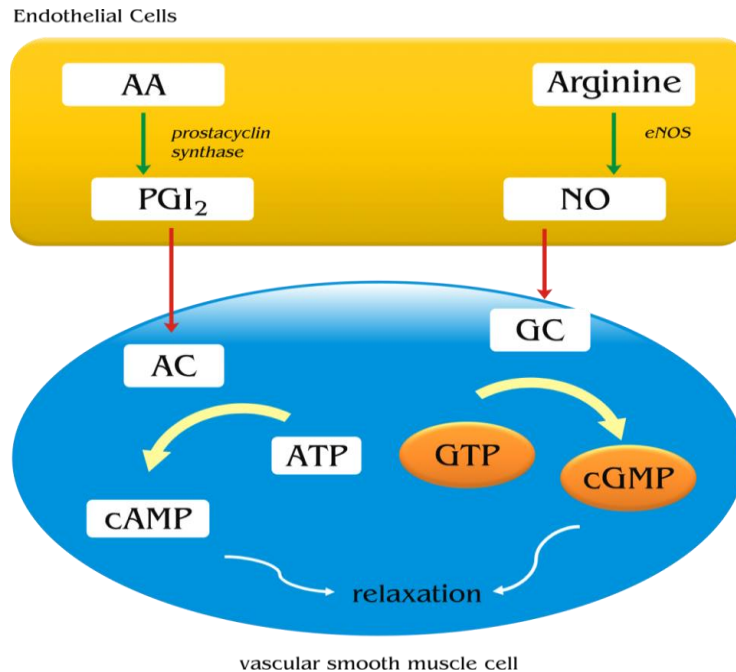 Endothelial Cells
AA
Arginine
prostacyclin
synthase
eNOS
PGI₂
NO
GC
AC
ATP
GTP
cGMP
cAMP
relaxation
vascular smooth muscle cell